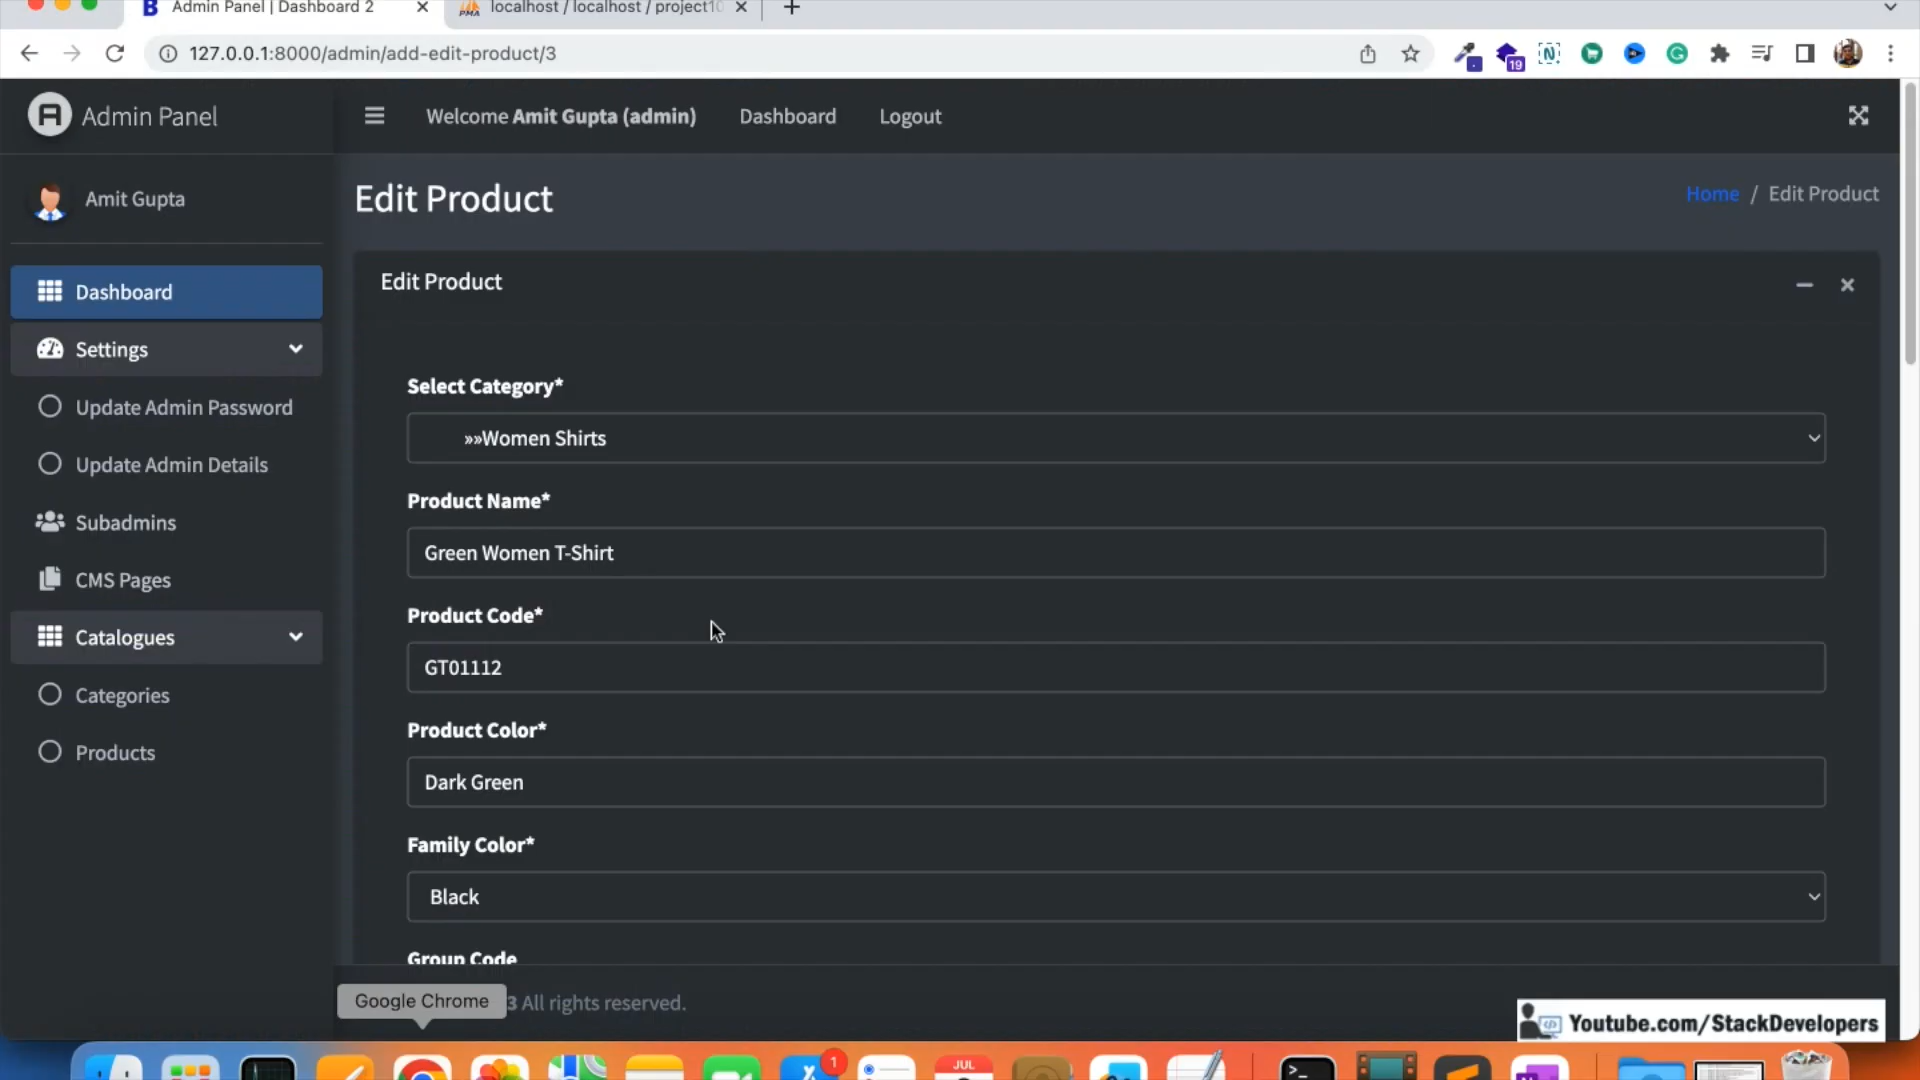 Admin Panel | Dashboard 2
localhost / localhost / project10
127.0.0.1:8000/admin/add-edit-product/3
19
Admin Panel
Welcome Amit Gupta (admin)
Dashboard
Logout
Amit Gupta
Edit Product
Home / Edit Product
Dashboard
Edit Product
Settings
Select Category*
Update Admin Password
»»Women Shirts
Update Admin Details
Product Name*
Subadmins
Green Women T-Shirt
CMS Pages
Product Code*
Catalogues
GT01112
Categories
Product Color*
Products
Dark Green
Family Color*
Black
Group Code
Google Chrome
3 All rights reserved.
Youtube.com/StackDevelopers
1
JUL